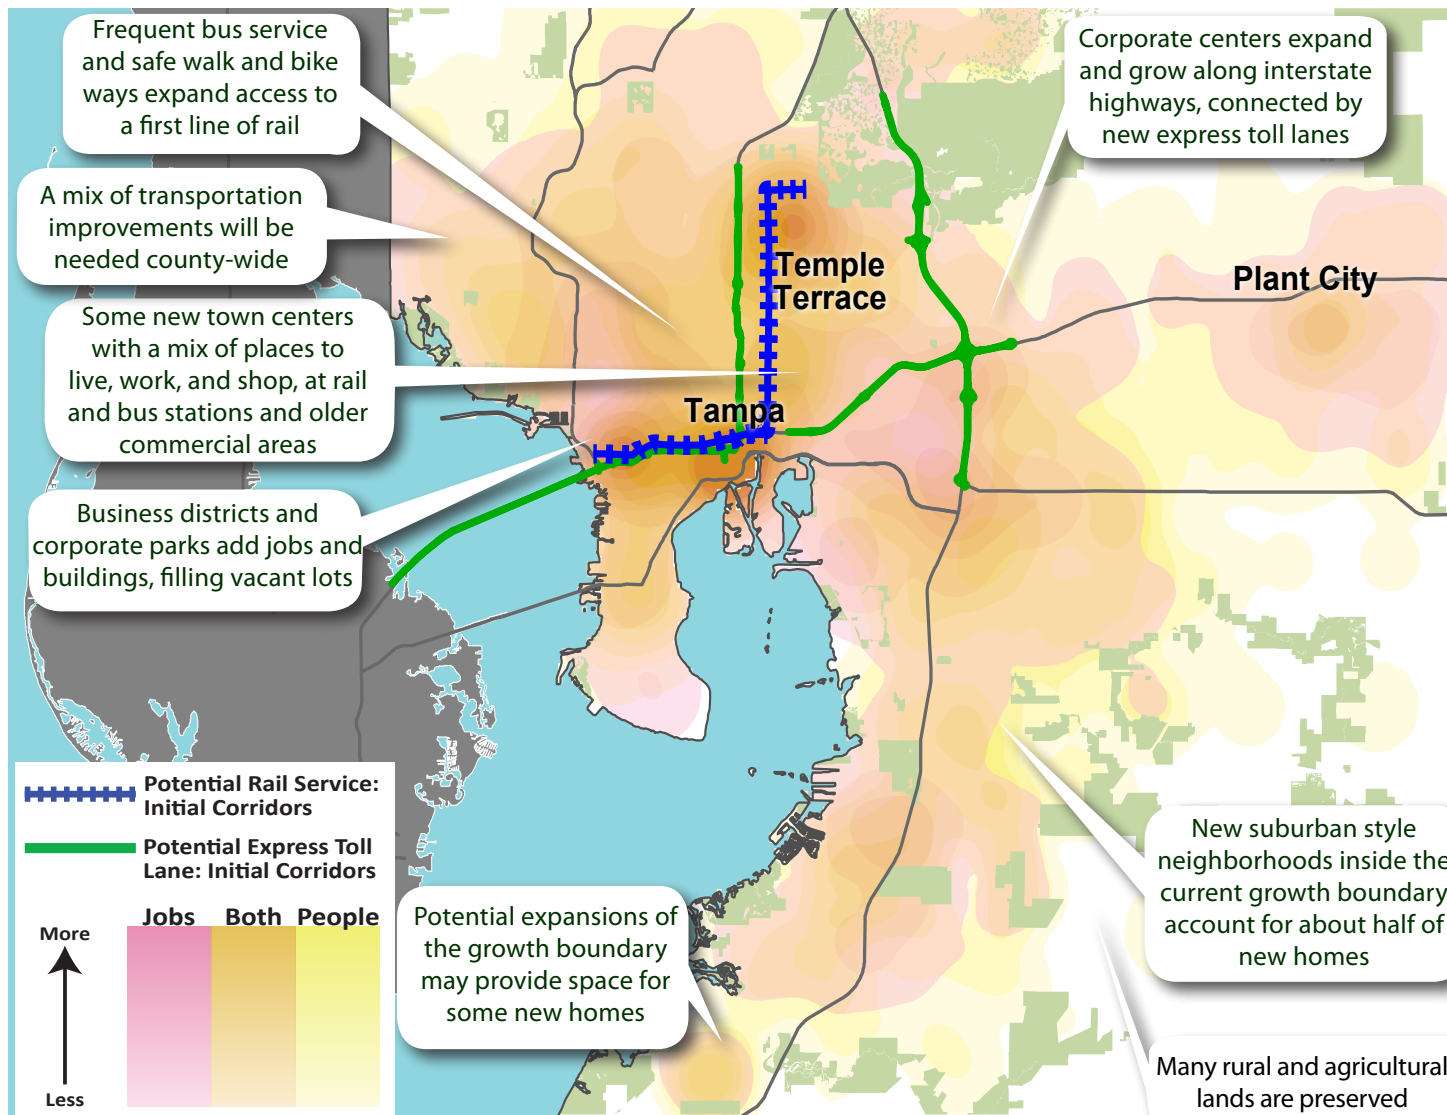 Frequent bus service
and safe walk and bike
ways expand access to
a first line of rail
Corporate centers expand
and grow along interstate
highways, connected by
new express toll lanes
A mix of transportation
improvements will be
needed county-wide
Temple
Terrace
Plant City
Some new town centers
with a mix of places to
live, work, and shop, at rail
and bus stations and older
commercial areas
Tampa
Business districts and
corporate parks add jobs and
buildings, filling vacant lots
Potential Rail Service:
Initial Corridors
Potential Express Toll
Lane: Initial Corridors
Jobs Both People
More
Less
New suburban style
neighborhoods inside the
current growth boundary
account for about half of
new homes
Potential expansions of
the growth boundary
may provide space for
some new homes
Many rural and agricultural
lands are preserved